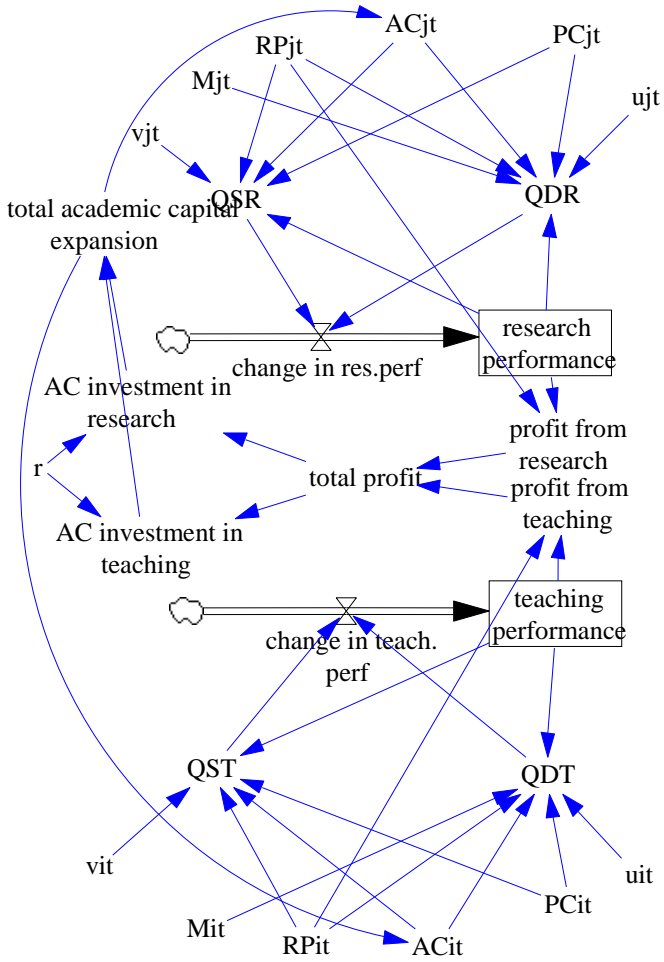 ACjt
PCjt
RPjt
Mjt
ujt
vjt
QSR
QDR
total academic capital
expansion
research
performance
change in res.perf
AC investment in
research
profit from
research
r
total profit
profit from
teaching
AC investment in
teaching
teaching
performance
change in teach.
perf
QST
QDT
vit
uit
PCit
Mit
RPit
ACit